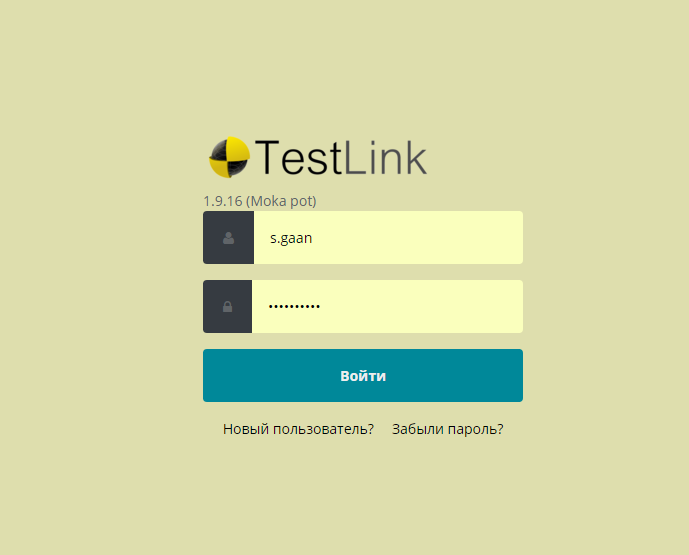 TestLink
1.9.16 (Moka pot)
s.gaan
••••••••••
Войти
Новый пользователь? Забыли пароль?